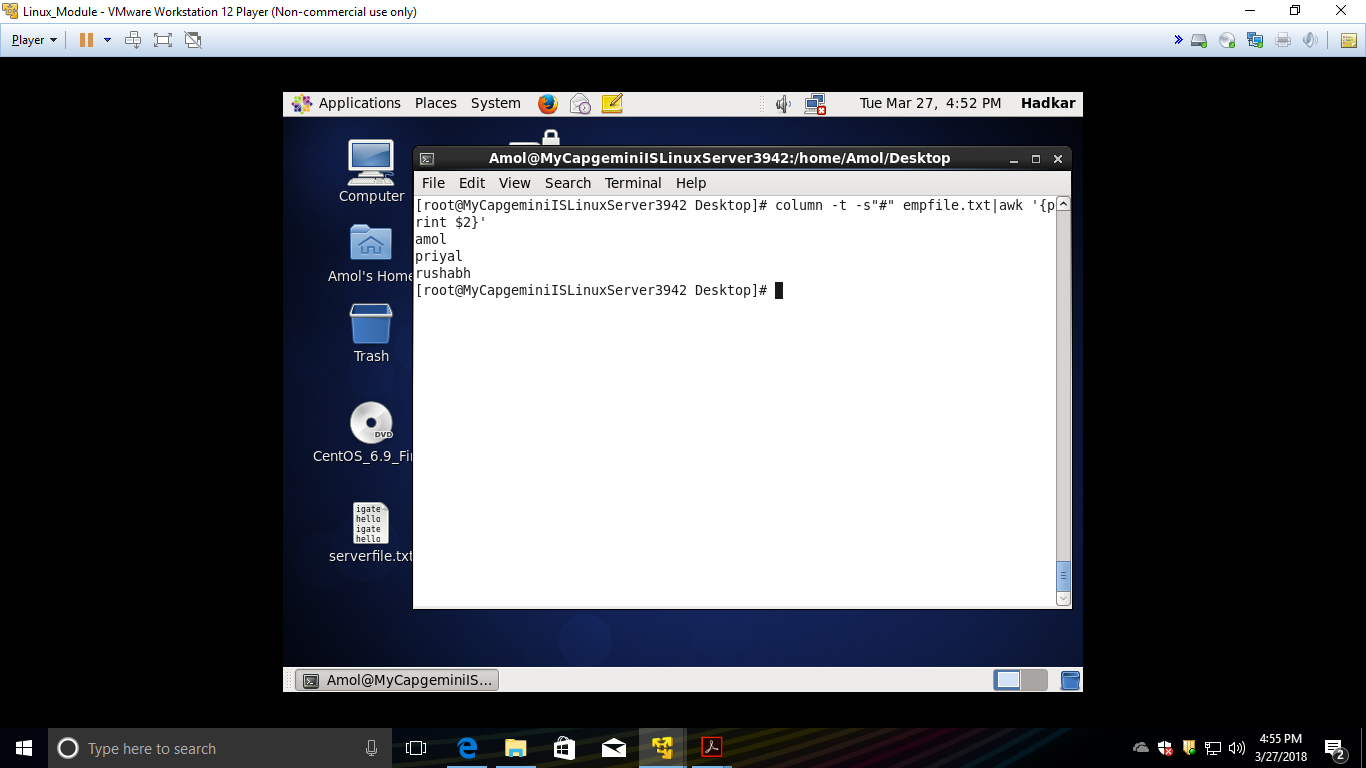 Linux_Module - VMware Workstation 12 Player (Non-commercial use only)
Player
Applications Places System Tue Mar 27, 4:52 PM Hadkar
Amol@MyCapgeminiISLinuxServer3942:/home/Amol/Desktop
File Edit View Search Terminal Help
[root@MyCapgeminiISLinuxServer3942 Desktop]# column -t -s"#" empfile.txt|awk '{p
rint $2}'
amol
priyal
rushabh
[root@MyCapgeminiISLinuxServer3942 Desktop]#
Computer
Amol's Home
Trash
DVD
CentOS_6.9_Fi
igate
hello
igate
hello
serverfile.txt
Amol@MyCapgeminiIS...
Type here to search
4:55 PM
3/27/2018
2